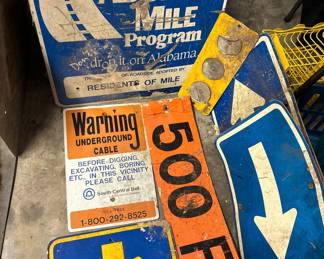 MILE
Program
Don't drop it on Alabama
ROADSIDE ADOPTED BY
RESIDENTS OF MILE
Warning
UNDERGROUND
CABLE
BEFORE DIGGING,
EXCAVATING, BORING
ETC., IN THIS VICINITY
PLEASE CALL
South Central Bell
1-800-292-8525
500 F